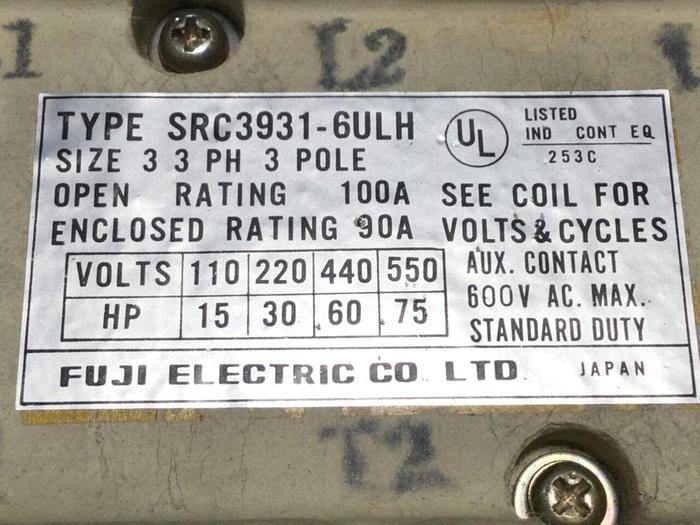 1 L2 L
TYPE SRC3931-6ULH
SIZE 3 3 PH 3 POLE
OPEN RATING 100A
ENCLOSED RATING 90A
UL
LISTED
IND CONT EQ
253C
SEE COIL FOR
VOLTS & CYCLES
AUX. CONTACT
600V AC. MAX.
STANDARD DUTY
VOLTS 110 220 440 550
HP 15 30 60 75
FUJI ELECTRIC CO. LTD. JAPAN
T2